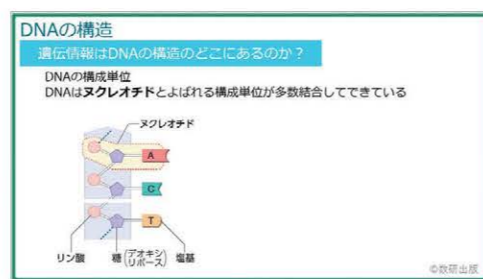 DNAの構造
遺伝情報はDNAの構造のどこにあるのか？
DNAの構成単位
DNAはヌクレオチドとよばれる構成単位が多数結合してできている
ヌクレオチド
A
C
T
リン酸
糖(デオキシリボース)
塩基
©数研出版